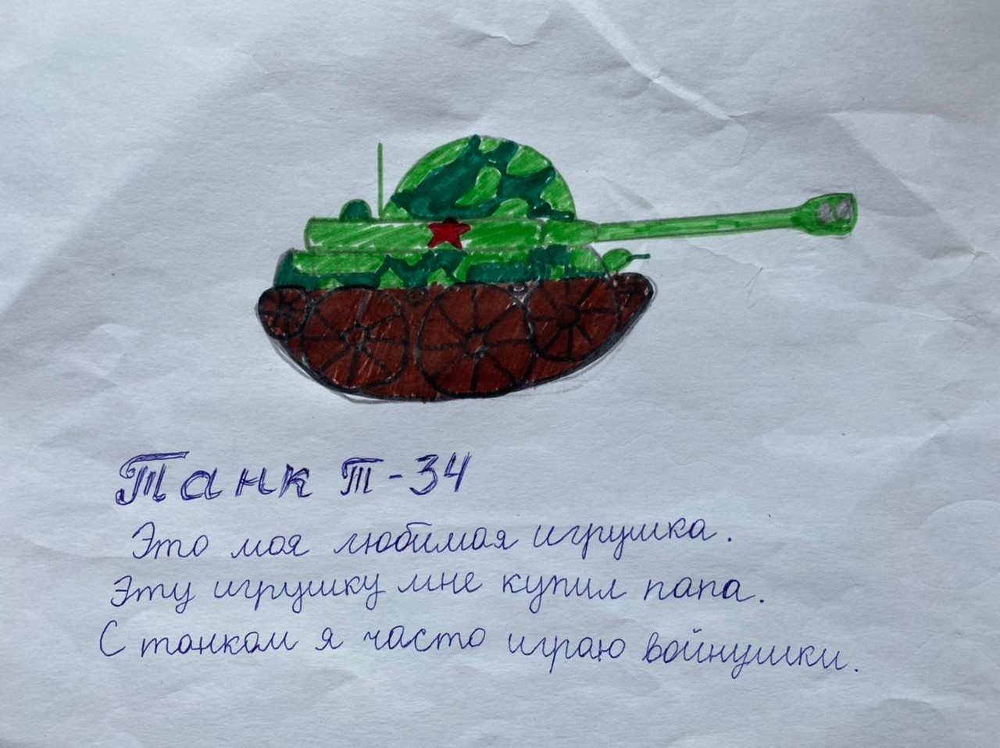 Танк Т-34
Это моя любимая игрушка.
Эту игрушку мне купил папа.
С танком я часто играю войнушки.